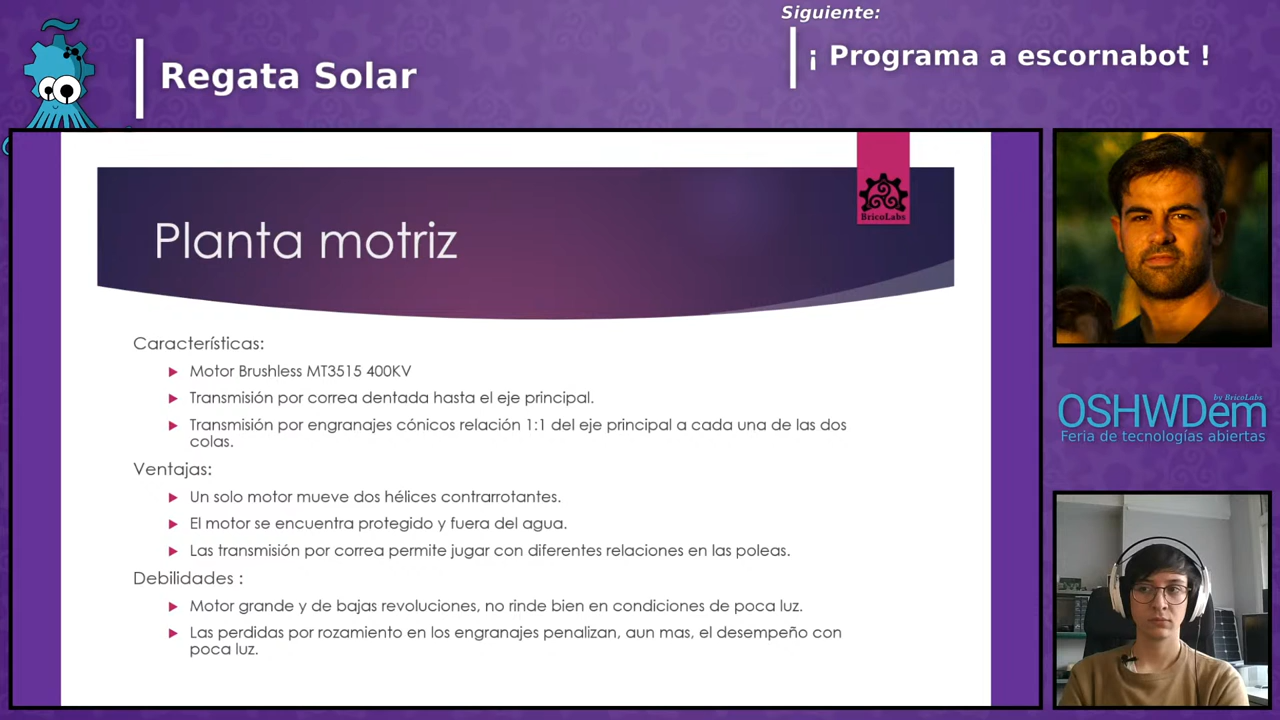 Siguiente:
Regata Solar
¡ Programa a escornabot !
BricoLabs
Planta motriz
Características:
Motor Brushless MT3515 400KV
Transmisión por correa dentada hasta el eje principal.
Transmisión por engranajes cónicos relación 1:1 del eje principal a cada una de las dos
colas.
Ventajas:
Un solo motor mueve dos hélices contrarrotantes.
El motor se encuentra protegido y fuera del agua.
Las transmisión por correa permite jugar con diferentes relaciones en las poleas.
Debilidades :
Motor grande y de bajas revoluciones, no rinde bien en condiciones de poca luz.
Las perdidas por rozamiento en los engranajes penalizan, aun mas, el desempeño con
poca luz.
by BricoLabs
OSHWDem
Feria de tecnologías abiertas